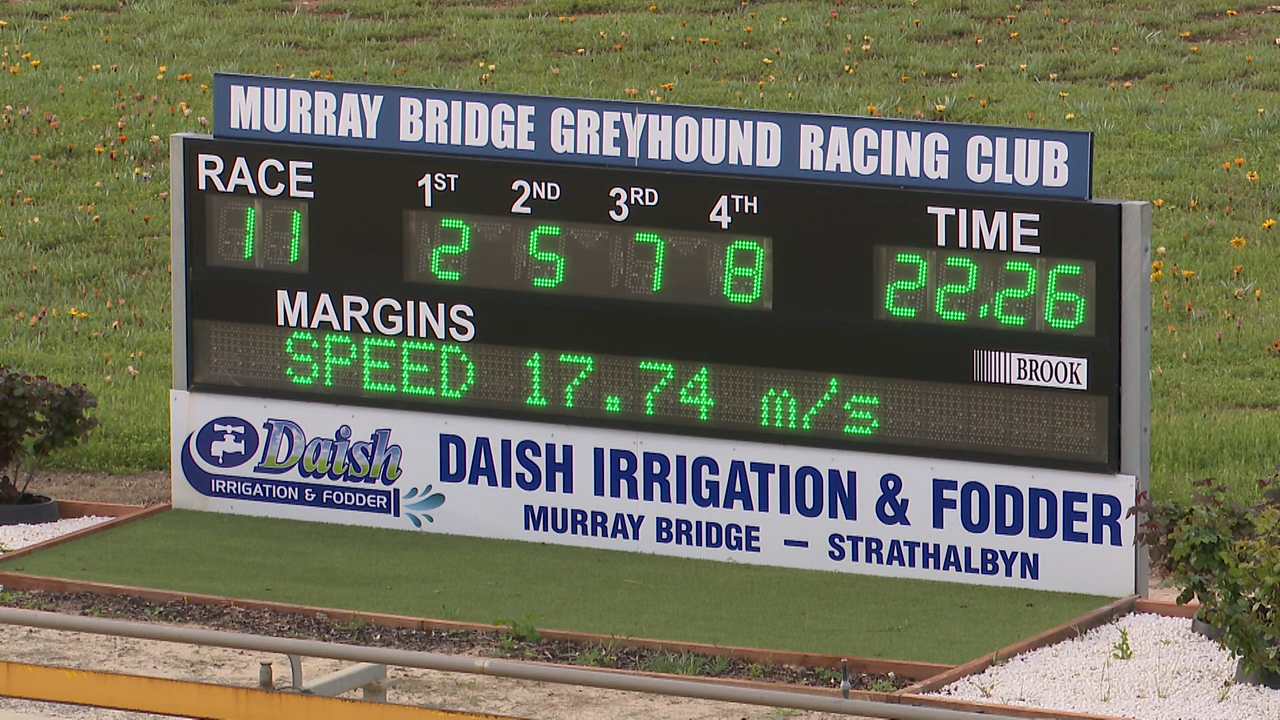 MURRAY BRIDGE GREYHOUND RACING CLUB
RACE 1ST 2ND 3RD 4TH TIME
11 2 5 7 8 22.26
MARGINS
BROOK
SPEED 17.74 m/s
Daish
IRRIGATION & FODDER
DAISH IRRIGATION & FODDER
MURRAY BRIDGE – STRATHALBYN